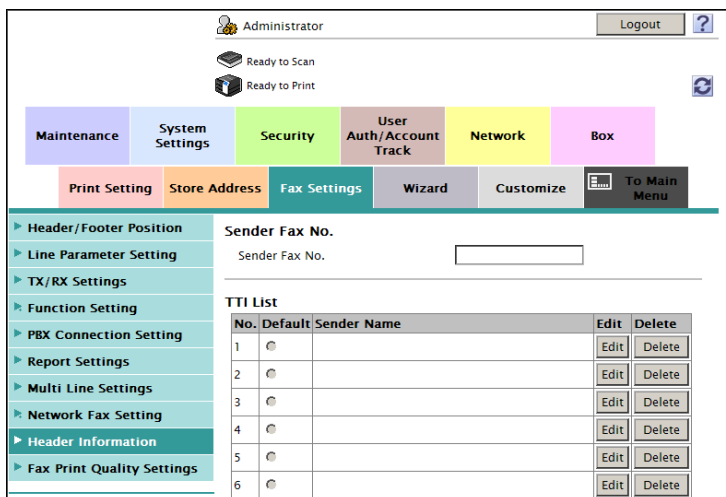 Administrator
Logout
?
Ready to Scan
Ready to Print
Maintenance
System
Settings
Security
User
Auth/Account
Track
Network
Box
Print Setting
Store Address
Fax Settings
Wizard
Customize
To Main
Menu
Header/Footer Position
Line Parameter Setting
TX/RX Settings
Function Setting
PBX Connection Setting
Report Settings
Multi Line Settings
Network Fax Setting
Header Information
Fax Print Quality Settings
Sender Fax No.
Sender Fax No.
TTI List
No. Default Sender Name Edit Delete
1 Edit Delete
2 Edit Delete
3 Edit Delete
4 Edit Delete
5 Edit Delete
6 Edit Delete